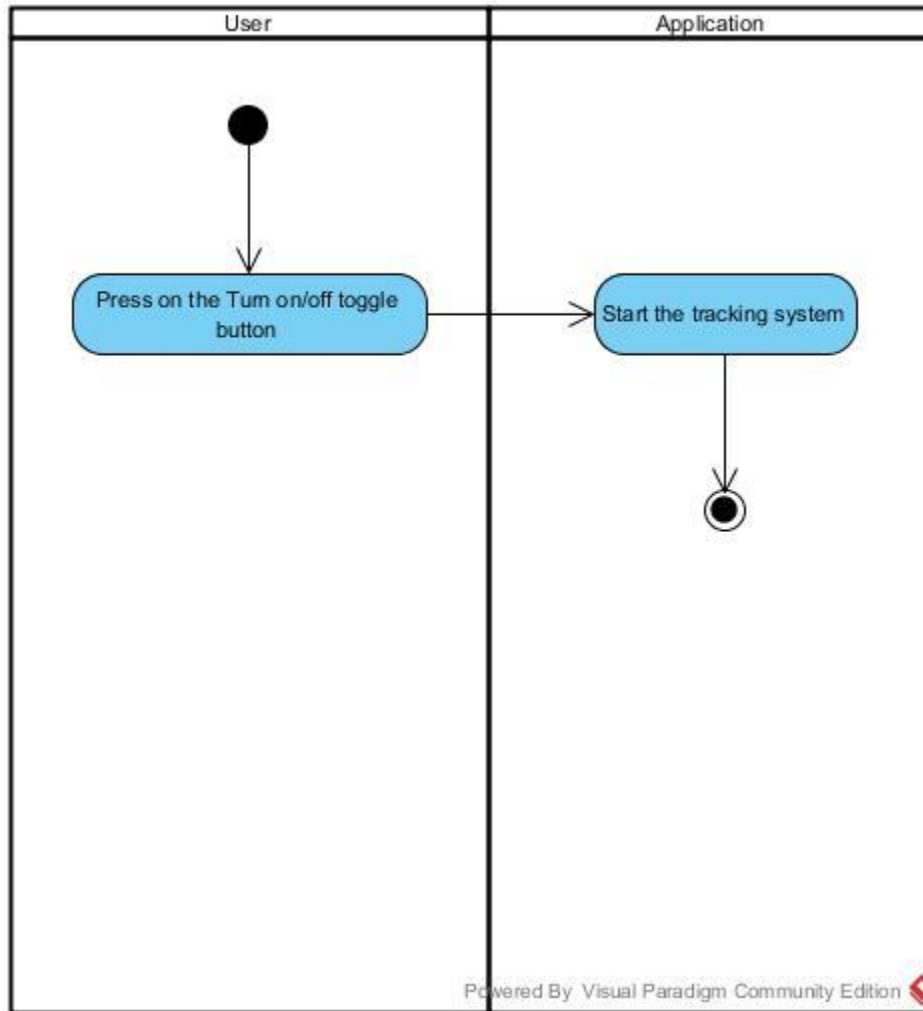 User
Application
Press on the Turn on/off toggle
button
Start the tracking system
Powered By Visual Paradigm Community Edition